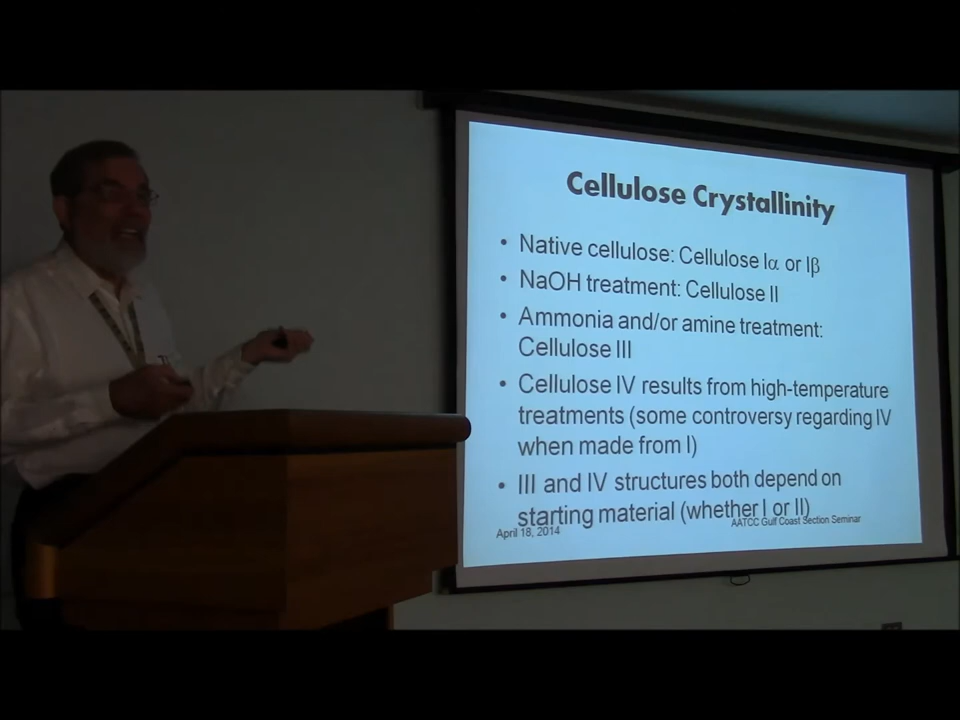 Cellulose Crystallinity
• Native cellulose: Cellulose Iα or Iβ
• NaOH treatment: Cellulose II
• Ammonia and/or amine treatment:
Cellulose III
• Cellulose IV results from high-temperature
treatments (some controversy regarding IV
when made from I)
• III and IV structures both depend on
starting material (whether I or II)
April 18, 2014
AATCC Gulf Coast Section Seminar